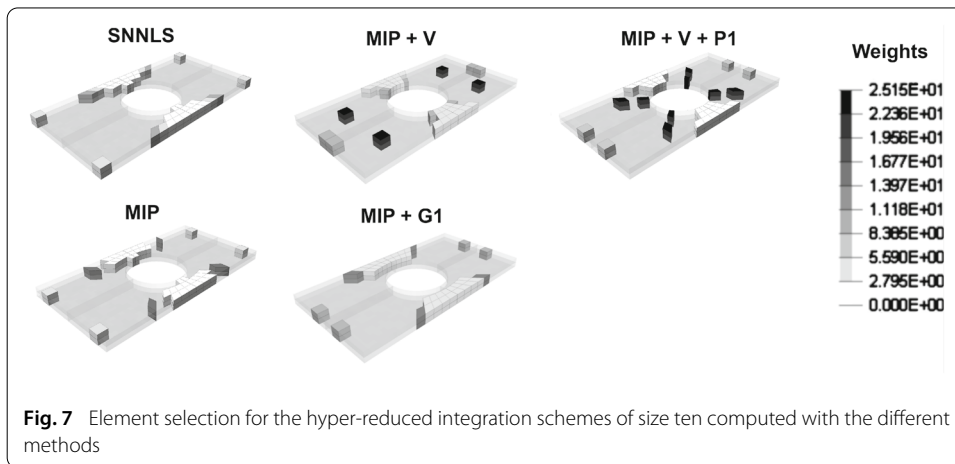 SNNLS
MIP + V
MIP + V + P1
Weights
2.515E+01
2.236E+01
1.956E+01
1.677E+01
1.397E+01
1.118E+01
8.385E+00
5.590E+00
2.795E+00
0.000E+00
MIP
MIP + G1
Fig. 7 Element selection for the hyper-reduced integration schemes of size ten computed with the different
methods